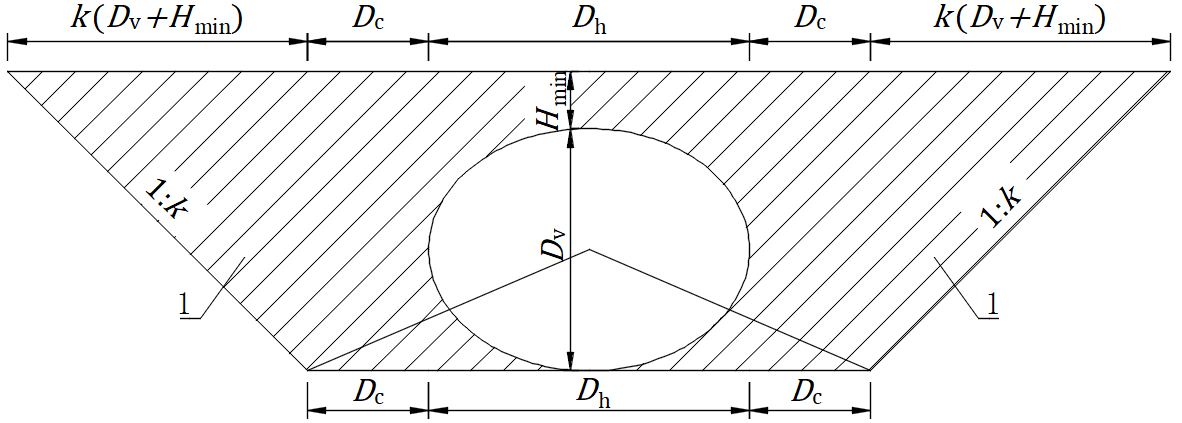 k(Dv+Hmin) Dc Dh Dc k(Dv+Hmin)
Hmin
1:k Dv 1:k
1 1
Dc Dh Dc